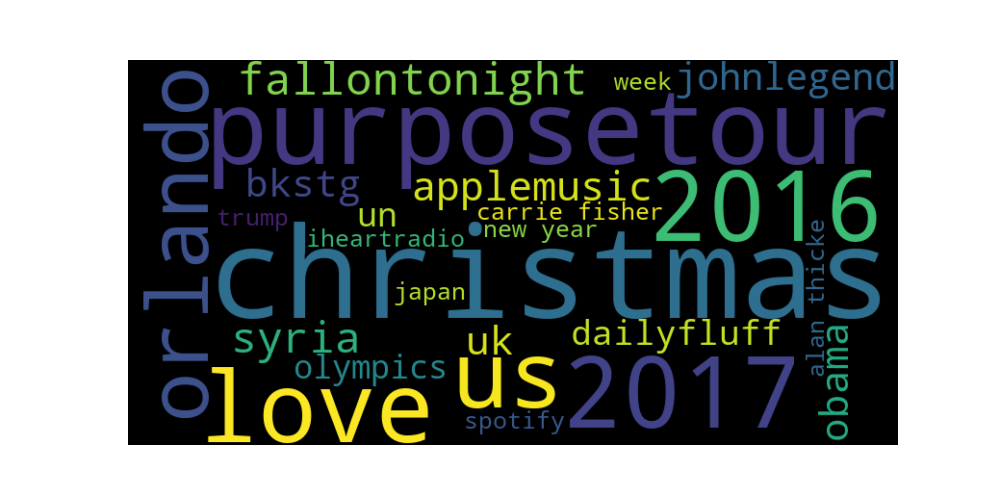 orlando
fallontonight
week
johnlegend
purposetour
bkstg
applemusic
2016
trump
un
carrie fisher
new year
iheartradio
christmas
alan thicke
japan
syria
uk
dailyfluff
olympics
us
2017
obama
love
spotify